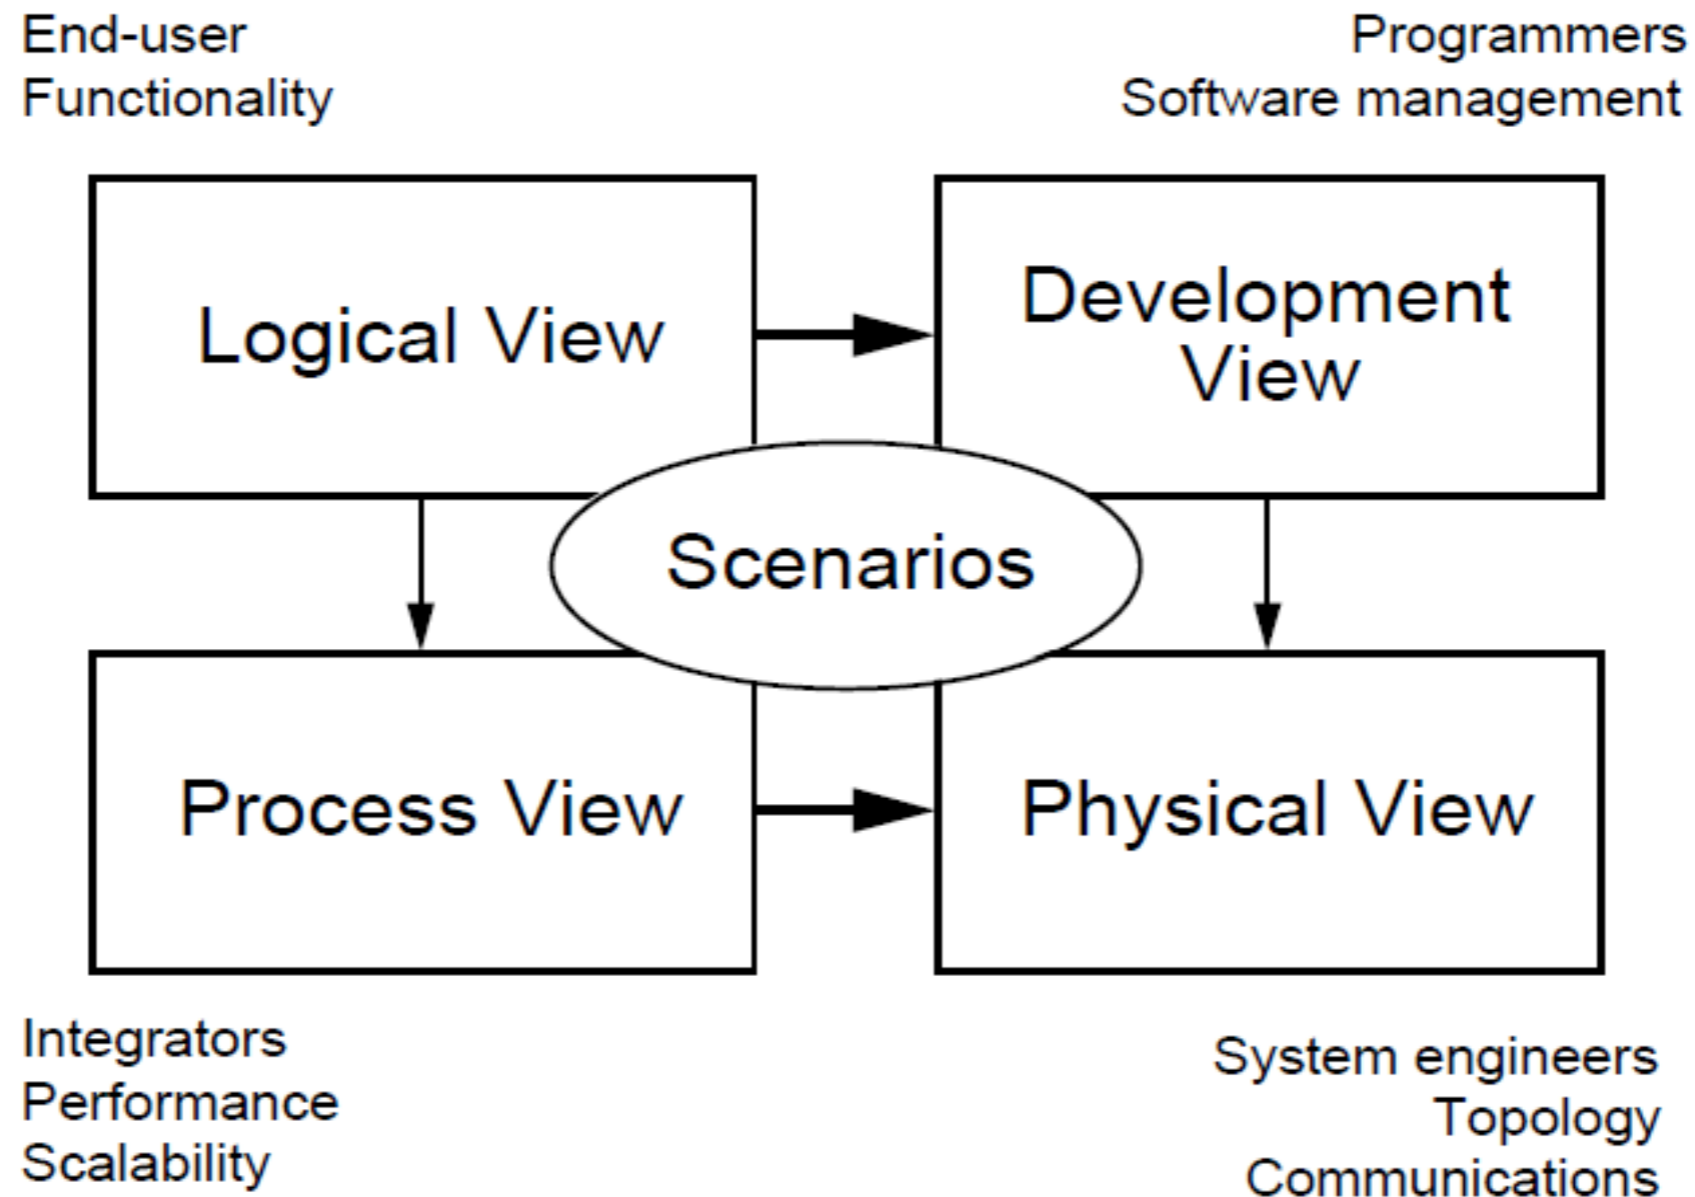 End-user
Functionality
Programmers
Software management
Logical View
Development
View
Scenarios
Process View
Physical View
Integrators
Performance
Scalability
System engineers
Topology
Communications